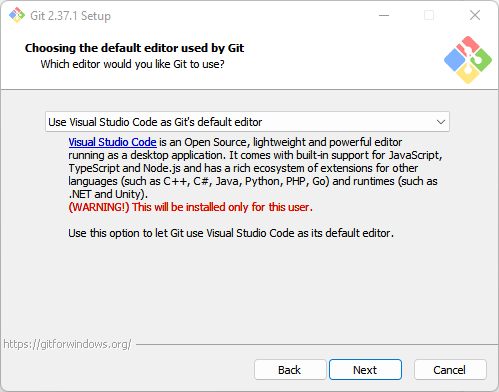 Git 2.37.1 Setup
Choosing the default editor used by Git
Which editor would you like Git to use?
Use Visual Studio Code as Git's default editor
Visual Studio Code is an Open Source, lightweight and powerful editor
running as a desktop application. It comes with built-in support for JavaScript,
TypeScript and Node.js and has a rich ecosystem of extensions for other
languages (such as C++, C#, Java, Python, PHP, Go) and runtimes (such as
.NET and Unity).
(WARNING!) This will be installed only for this user.
Use this option to let Git use Visual Studio Code as its default editor.
https://gitforwindows.org/
Back
Next
Cancel